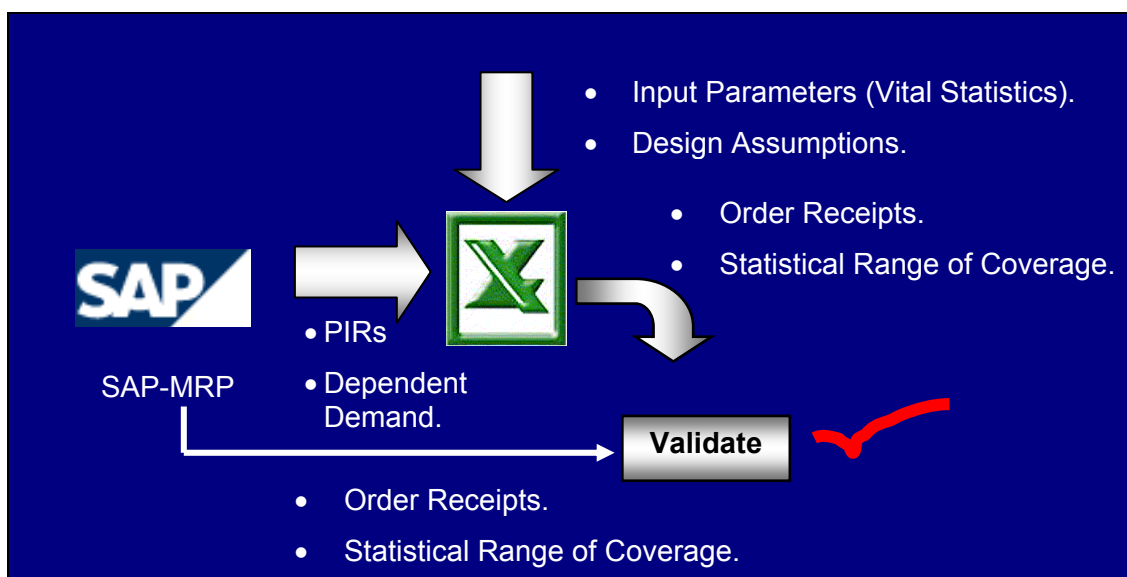 • Input Parameters (Vital Statistics).
• Design Assumptions.
• Order Receipts.
• Statistical Range of Coverage.
SAP
SAP-MRP
• PIRs
• Dependent
Demand.
Validate
• Order Receipts.
• Statistical Range of Coverage.